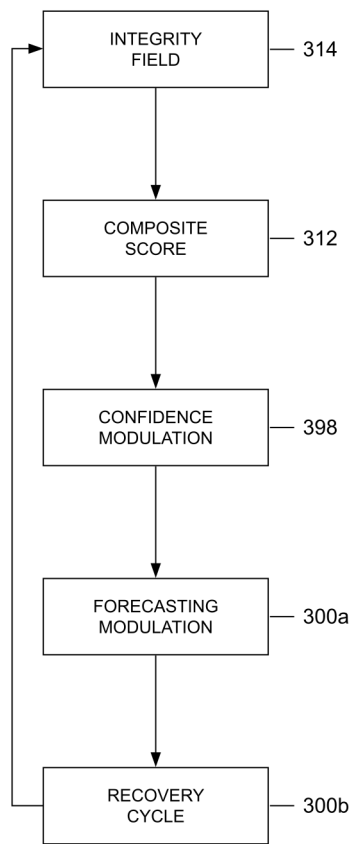 INTEGRITY
FIELD
314
COMPOSITE
SCORE
312
CONFIDENCE
MODULATION
398
FORECASTING
MODULATION
300a
RECOVERY
CYCLE
300b